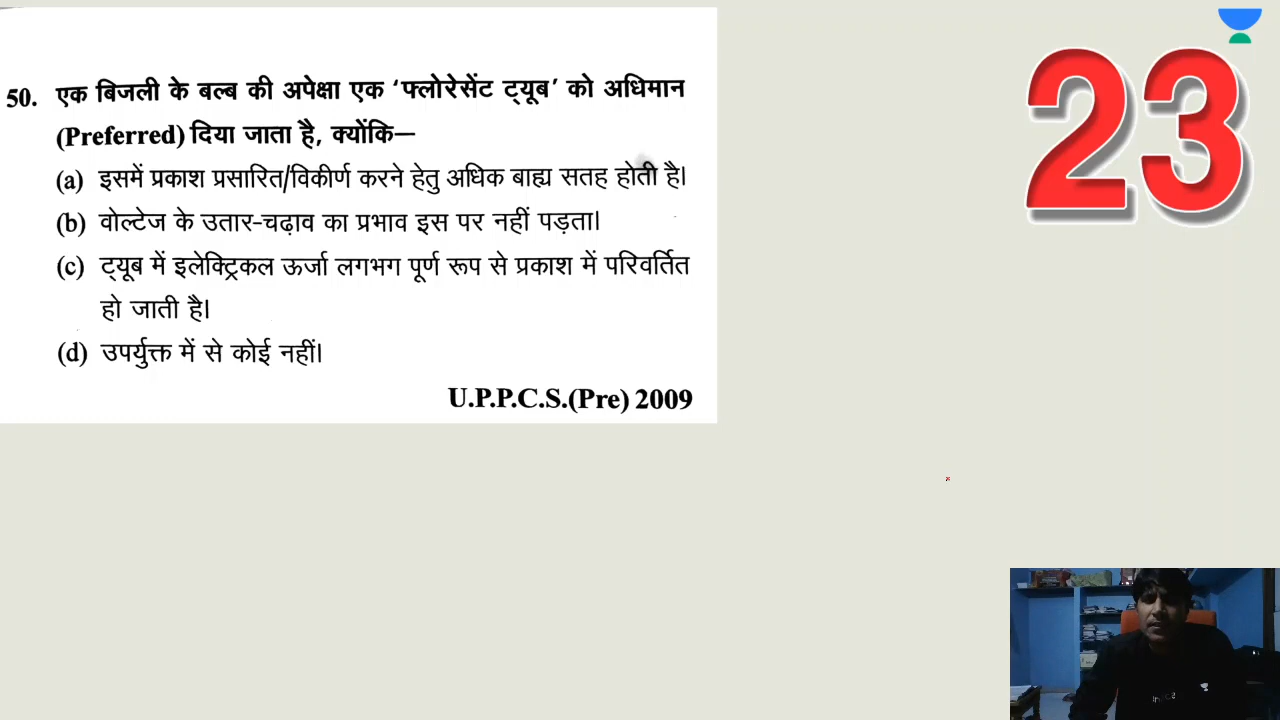 23
50. एक बिजली के बल्ब की अपेक्षा एक ‘फ्लोरेसेंट ट्यूब’ को अधिमान
(Preferred) दिया जाता है, क्योंकि—
(a) इसमें प्रकाश प्रसारित/विकीर्ण करने हेतु अधिक बाह्य सतह होती है।
(b) वोल्टेज के उतार-चढ़ाव का प्रभाव इस पर नहीं पड़ता।
(c) ट्यूब में इलेक्ट्रिकल ऊर्जा लगभग पूर्ण रूप से प्रकाश में परिवर्तित
हो जाती है।
(d) उपर्युक्त में से कोई नहीं।
U.P.P.C.S.(Pre) 2009